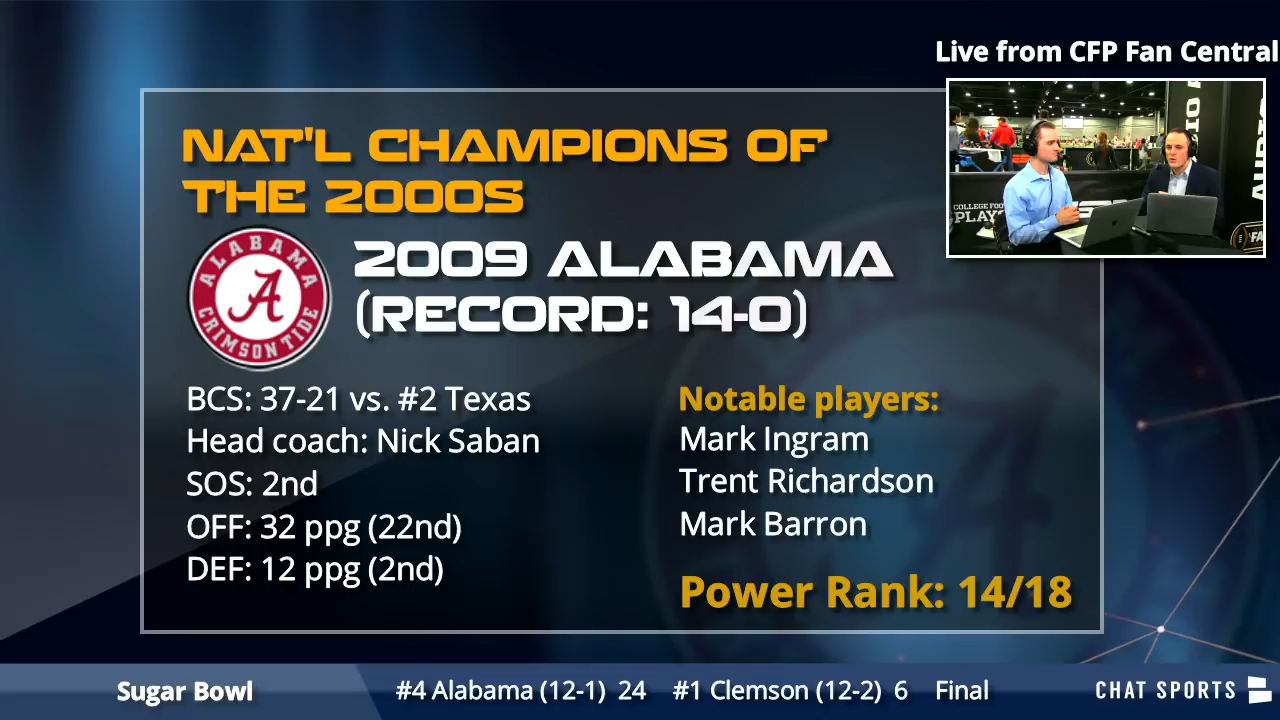 Live from CFP Fan Central
NAT'L CHAMPIONS OF
THE 2000S
ALABAMA
CRIMSON TIDE
A
2009 ALABAMA
(RECORD: 14-0)
BCS: 37-21 vs. #2 Texas
Head coach: Nick Saban
SOS: 2nd
OFF: 32 ppg (22nd)
DEF: 12 ppg (2nd)
Notable players:
Mark Ingram
Trent Richardson
Mark Barron
Power Rank: 14/18
COLLEGE FOO
PLAY
Sugar Bowl
#4 Alabama (12-1) 24 #1 Clemson (12-2) 6 Final
CHAT SPORTS